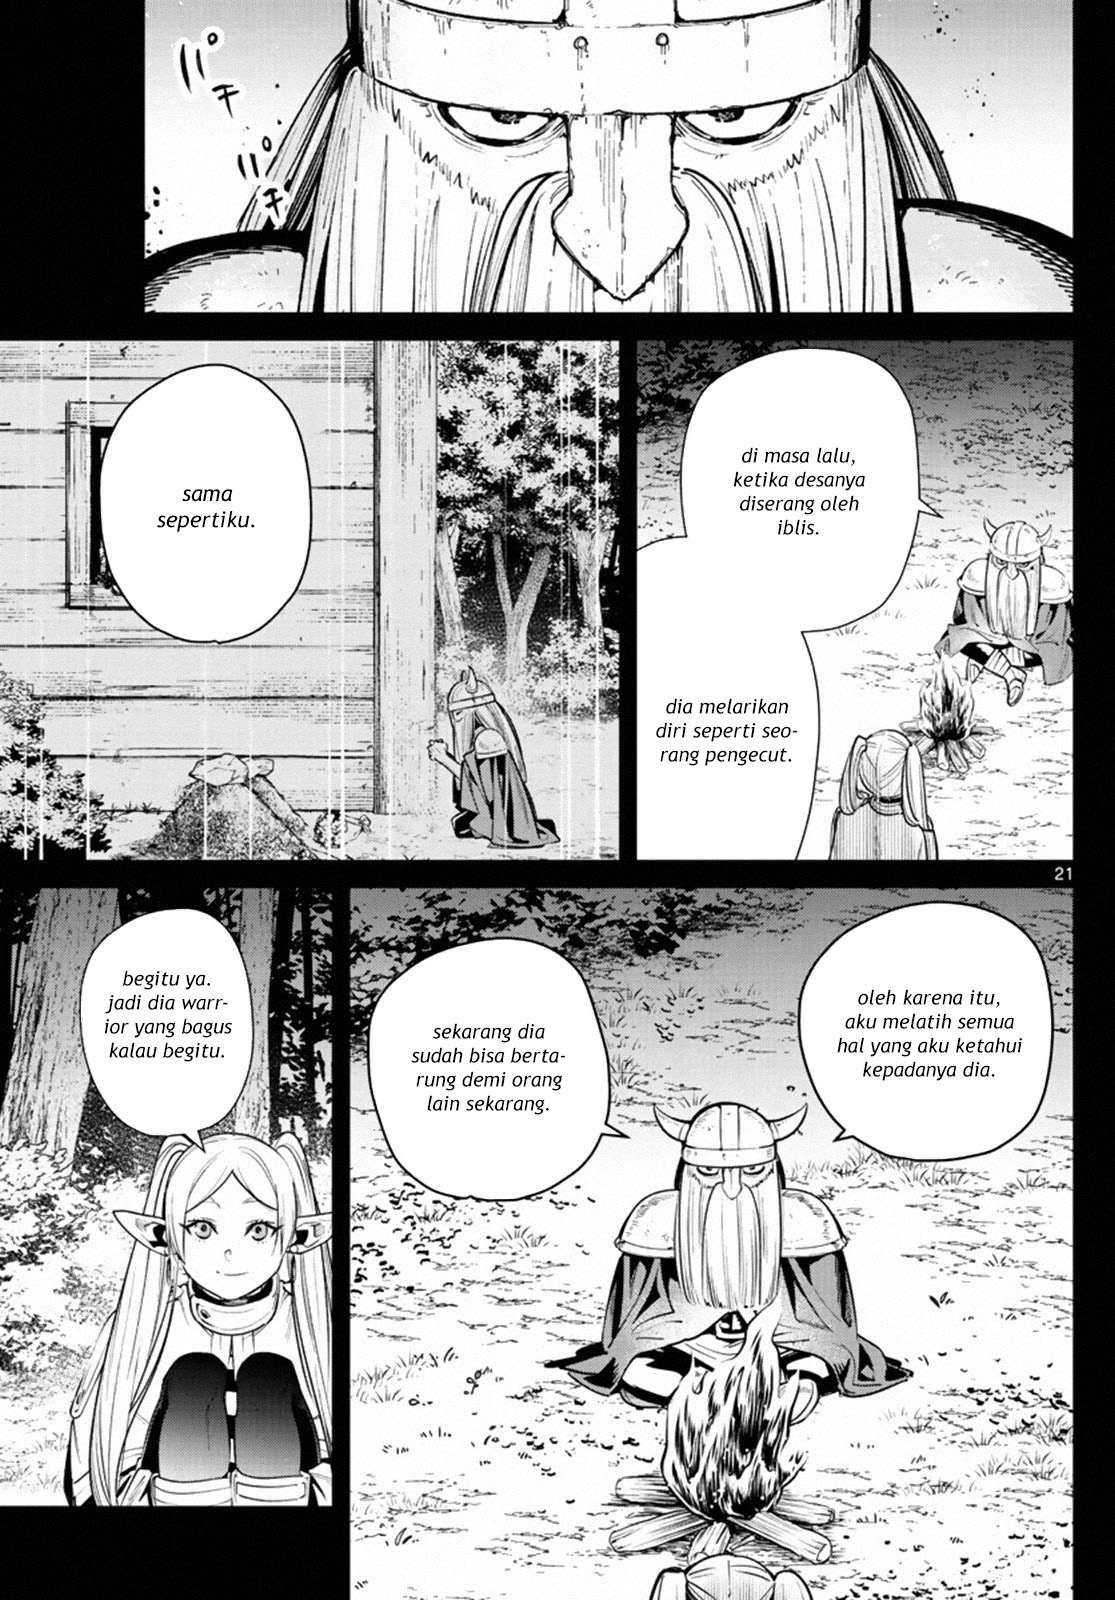 パチ
パチ
di masa lalu,
ketika desanya
diserang oleh
iblis.
dia melarikan
diri seperti seo-
rang pengecut.
sama
sepertiku.
21
oleh karena itu,
aku melatih semua
hal yang aku ketahui
kepadanya dia.
sekarang dia
sudah bisa berta-
rung demi orang
lain sekarang.
begitu ya.
jadi dia warr-
ior yang bagus
kalau begitu.